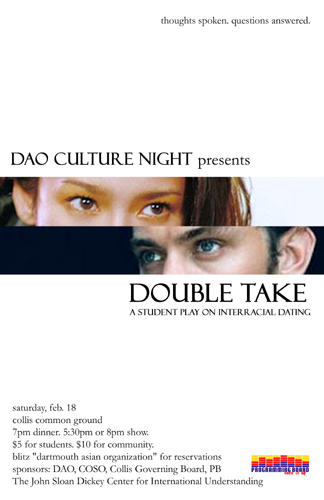 thoughts spoken. questions answered.
DAO CULTURE NIGHT presents
DOUBLE TAKE
A STUDENT PLAY ON INTERRACIAL DATING
saturday, feb. 18
collis common ground
7pm dinner. 5:30pm or 8pm show.
$5 for students. $10 for community.
blitz "dartmouth asian organization" for reservations
sponsors: DAO, COSO, Collis Governing Board, PB
The John Sloan Dickey Center for International Understanding
PROGRAMMING BOARD